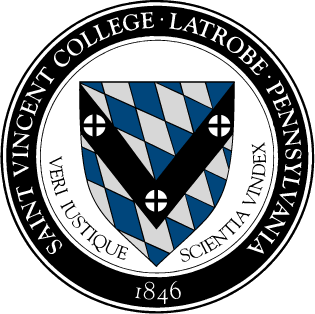 SAINT VINCENT COLLEGE · LATROBE · PENNSYLVANIA
VERI IUSTIQUE
SCIENTIA VINDEX
1846